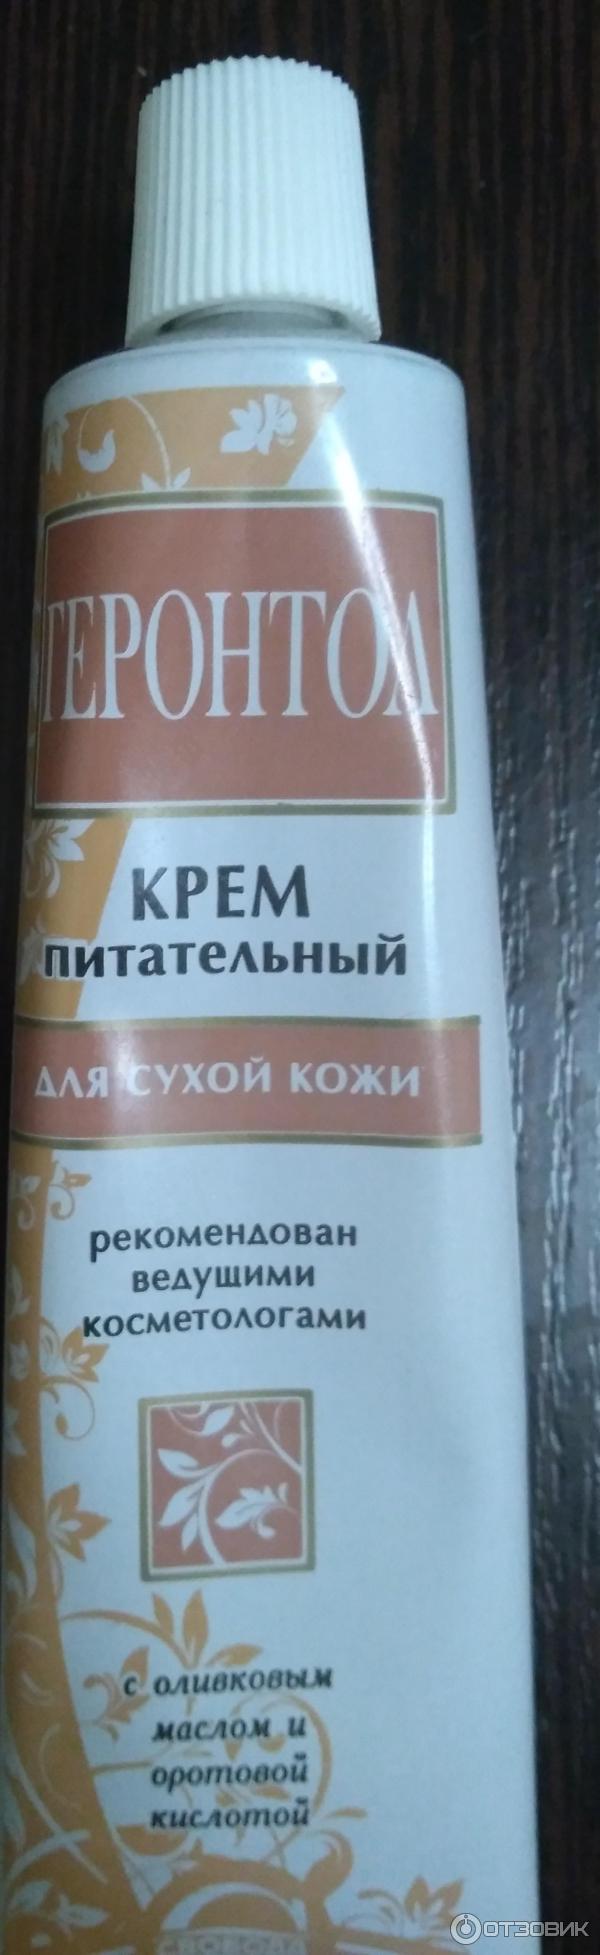 ГЕРОНТОЛ
КРЕМ
питательный
для сухой кожи
рекомендован
ведущими
косметологами
с оливковым
маслом и
оротовой
кислотой
ОТЗОВИК